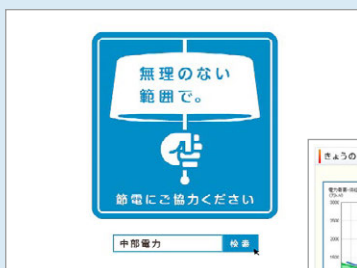 無理のない
範囲で。
節電にご協力ください
中部電力
検索
きょうの